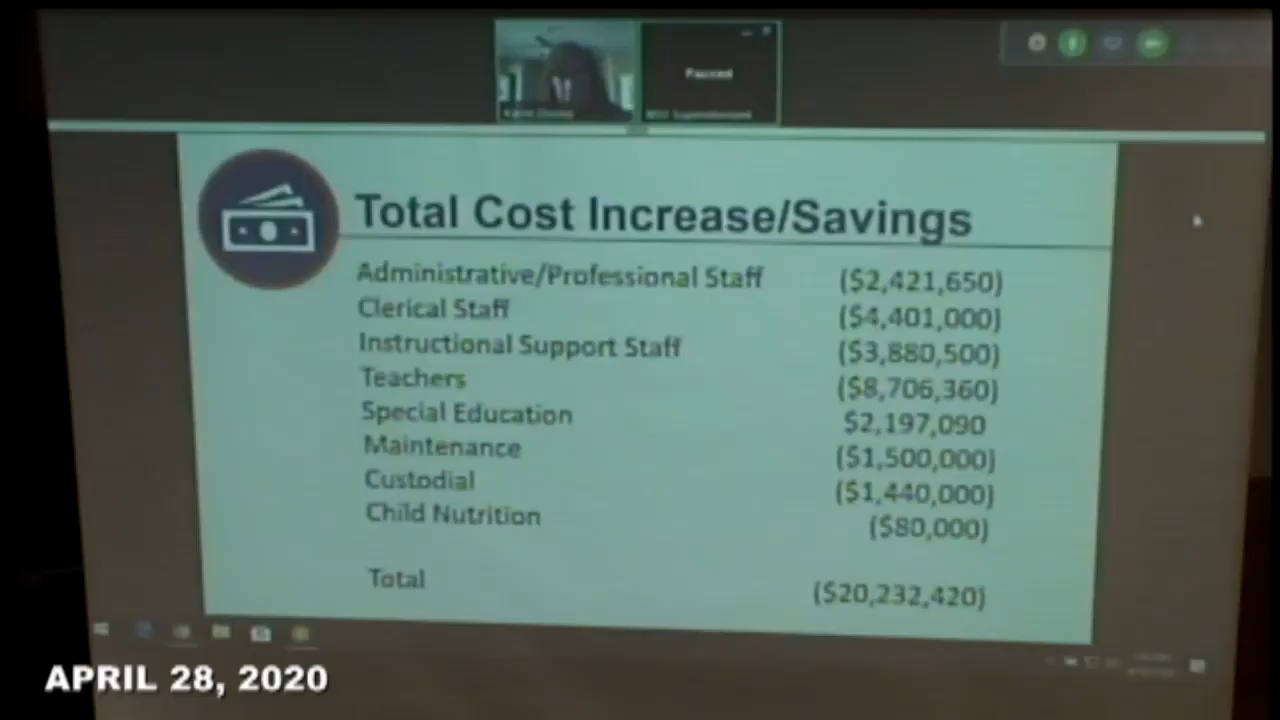 Paused
Total Cost Increase/Savings
Administrative/Professional Staff ($2,421,650)
Clerical Staff ($4,401,000)
Instructional Support Staff ($3,880,500)
Teachers ($8,706,360)
Special Education $2,197,090
Maintenance ($1,500,000)
Custodial ($1,440,000)
Child Nutrition ($80,000)
Total ($20,232,420)
APRIL 28, 2020